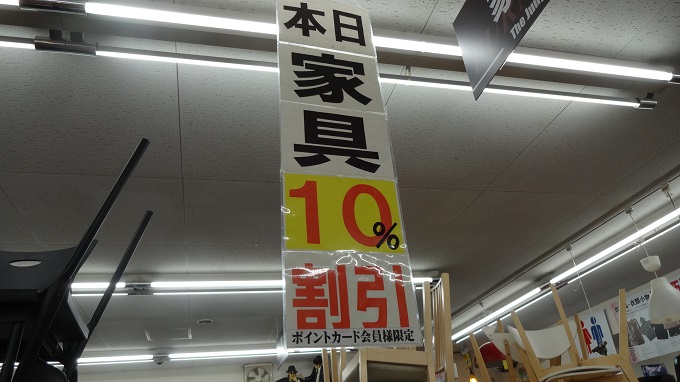 本日
家
具
10%
割引
ポイントカード会員様限定